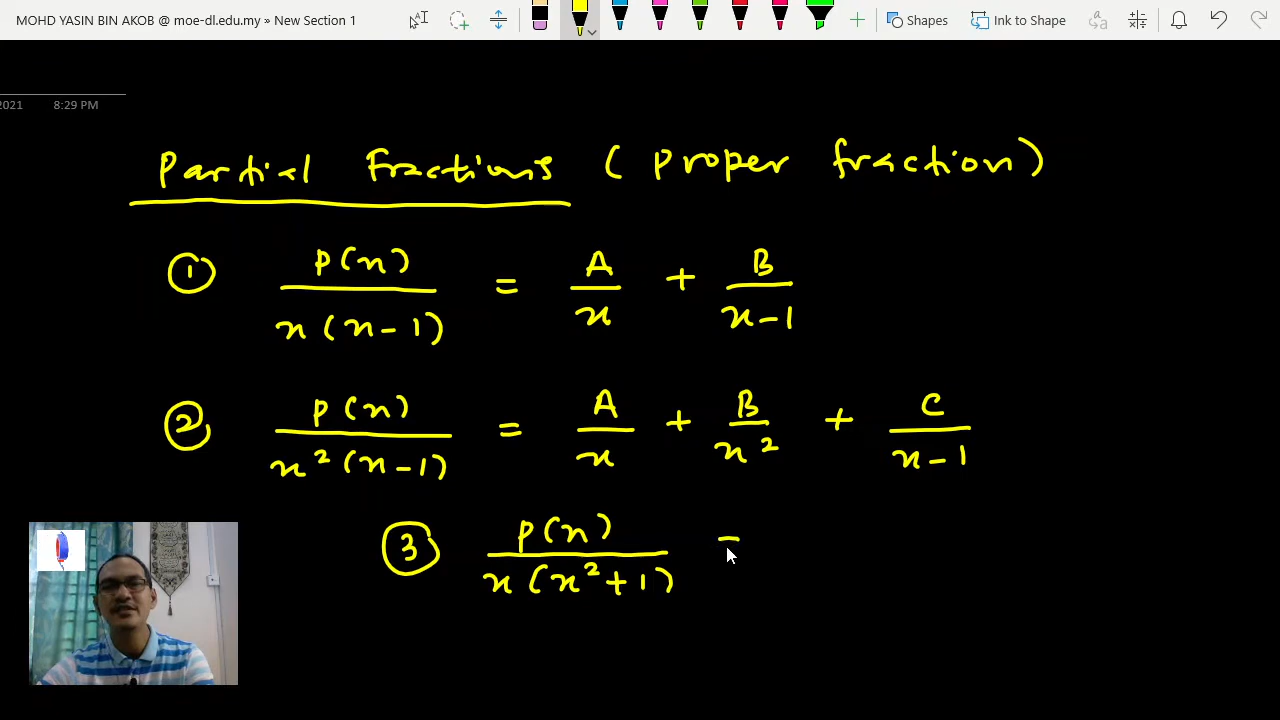 MOHD YASIN BIN AKOB @ moe-dl.edu.my » New Section 1
Shapes Ink to Shape
2021 8:29 PM
Partial Fractions (Proper fraction)
① P(x) / x(x-1) = A / x + B / x-1
② P(x) / x²(x-1) = A / x + B / x² + C / x-1
③ P(x) / x(x²+1) =